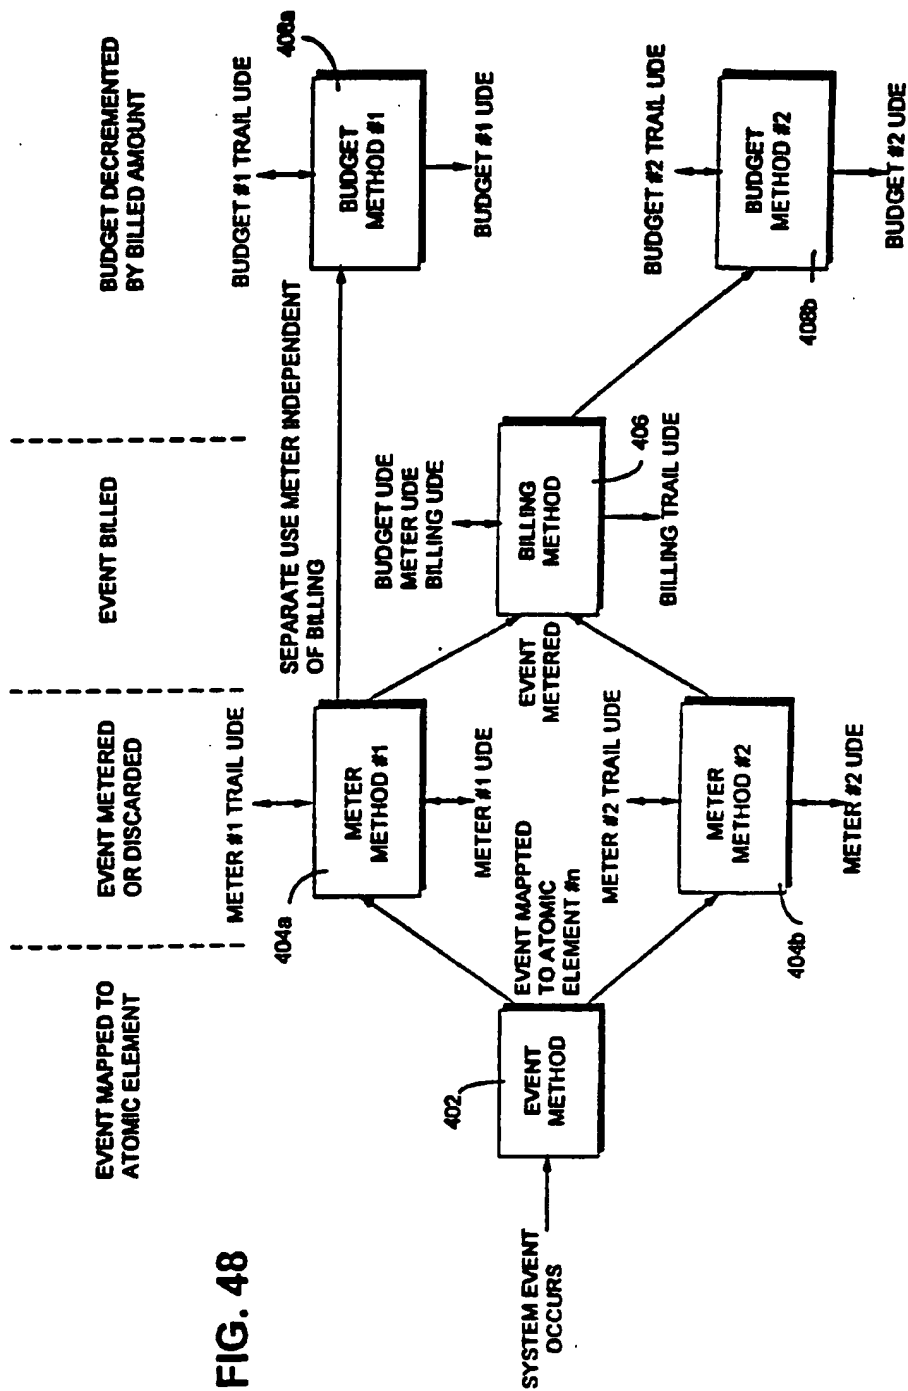 FIG. 48
EVENT MAPPED TO
ATOMIC ELEMENT
EVENT METERED
OR DISCARDED
EVENT BILLED
BUDGET DECREMENTED
BY BILLED AMOUNT
SYSTEM EVENT
OCCURS
402
EVENT
METHOD
EVENT MAPPTED
TO ATOMIC
ELEMENT #n
METER #1 TRAIL UDE
404a
METER
METHOD #1
METER #1 UDE
METER #2 TRAIL UDE
METER
METHOD #2
404b
METER #2 UDE
SEPARATE USE METER INDEPENDENT
OF BILLING
EVENT
METERED
BUDGET UDE
METER UDE
BILLING UDE
BILLING
METHOD
406
BILLING TRAIL UDE
BUDGET #1 TRAIL UDE
408a
BUDGET
METHOD #1
BUDGET #1 UDE
BUDGET #2 TRAIL UDE
BUDGET
METHOD #2
408b
BUDGET #2 UDE